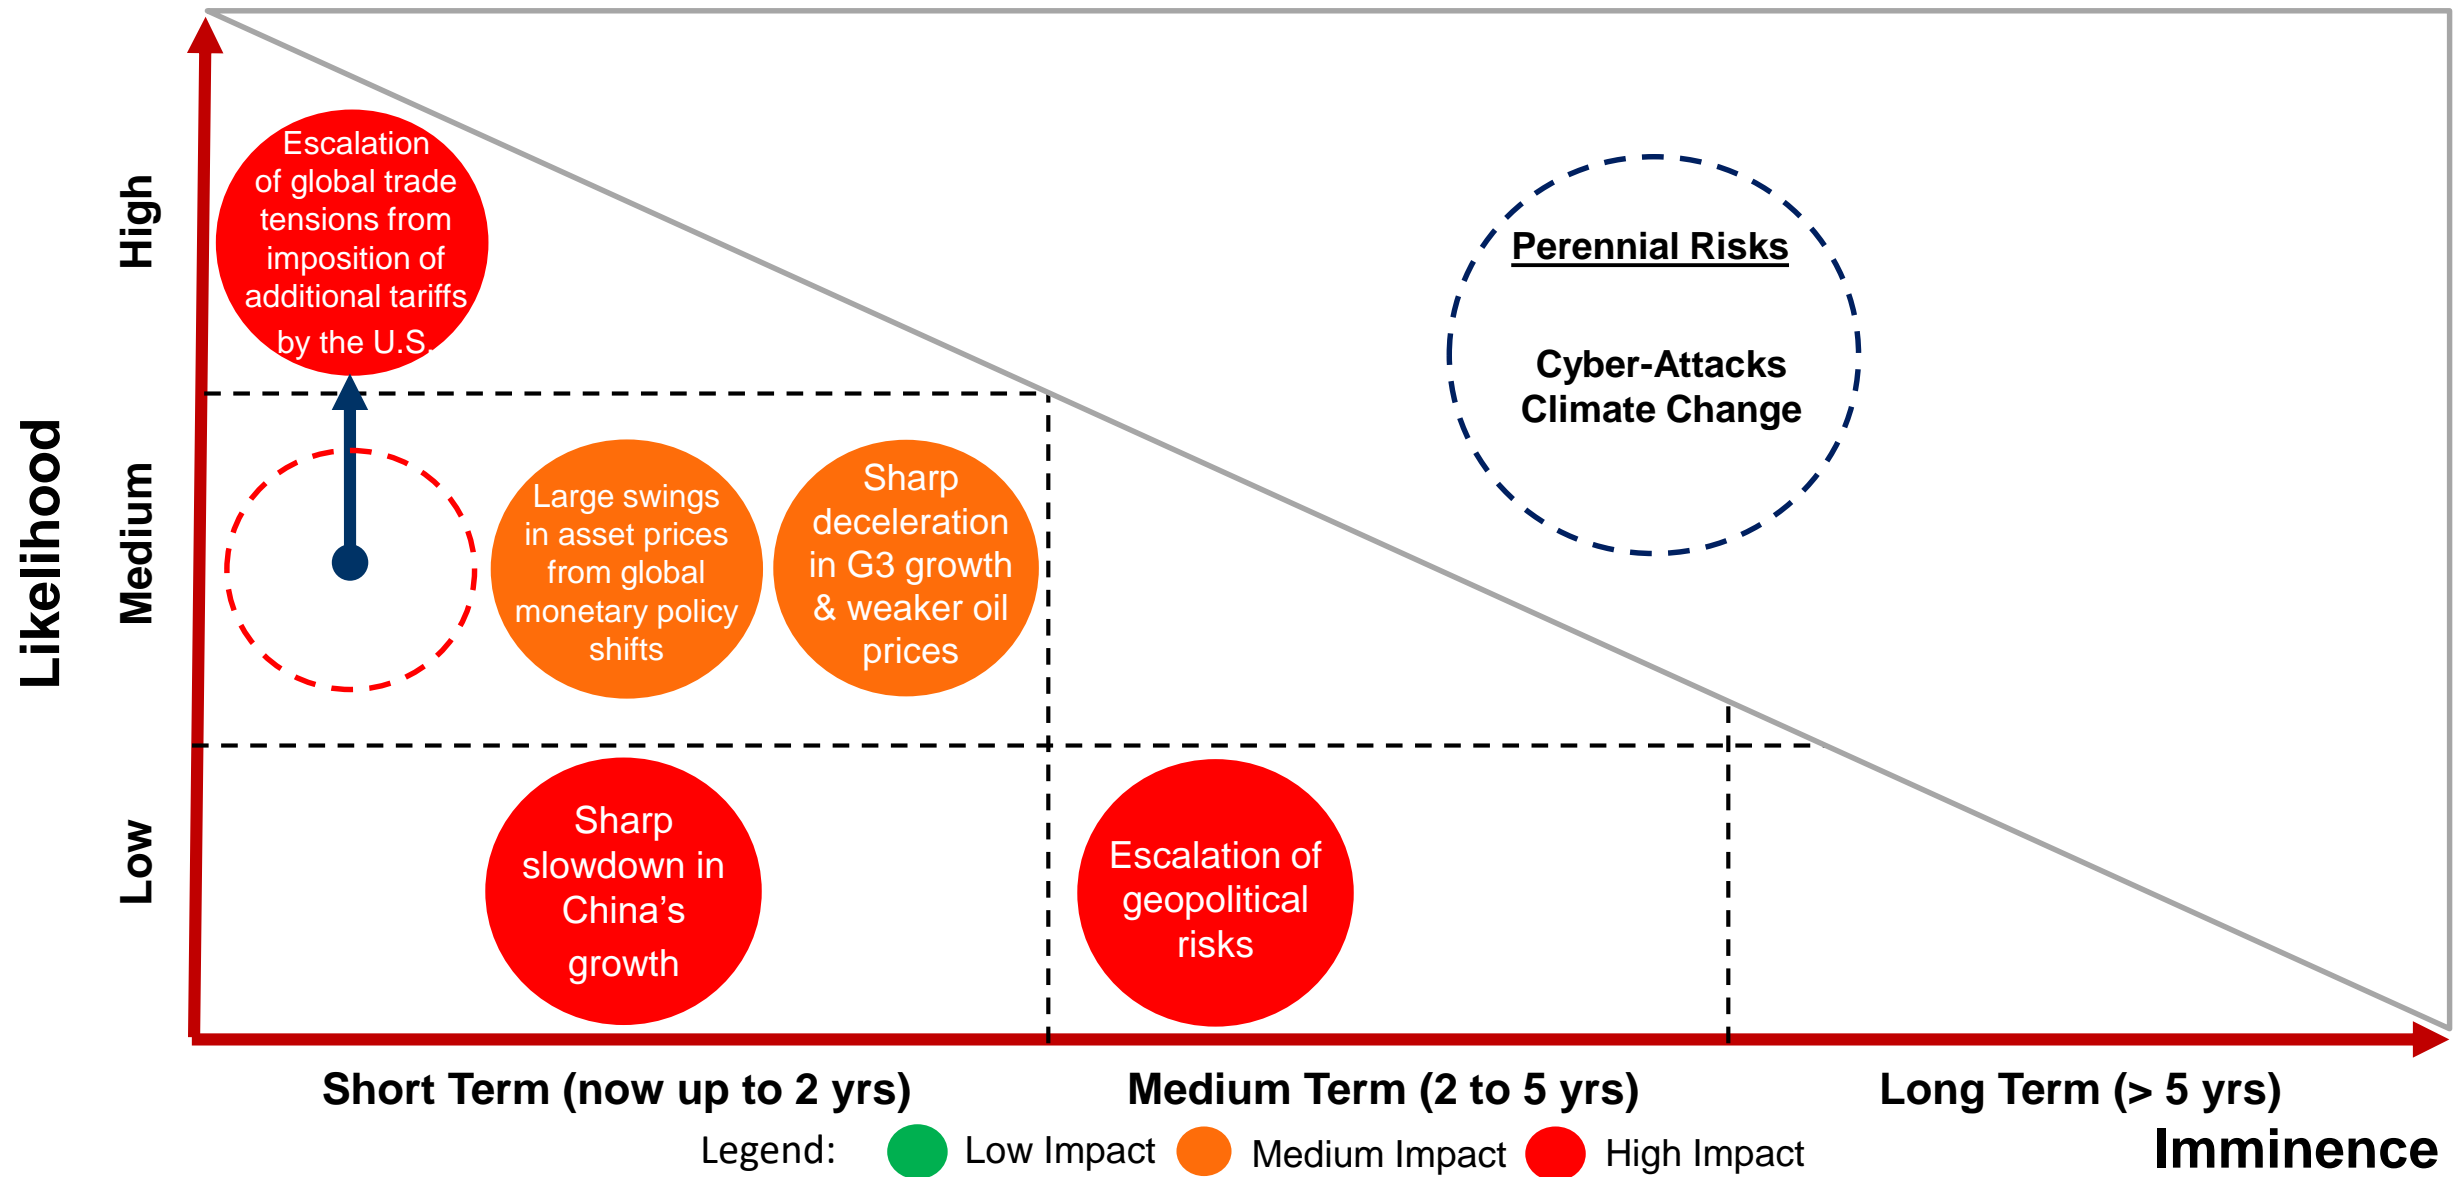 Likelihood
High
Medium
Low
Escalation
of global trade
tensions from
imposition of
additional tariffs
by the U.S.
Perennial Risks
Cyber-Attacks
Climate Change
Large swings
in asset prices
from global
monetary policy
shifts
Sharp
deceleration
in G3 growth
& weaker oil
prices
Sharp
slowdown in
China’s
growth
Escalation of
geopolitical
risks
Short Term (now up to 2 yrs)
Medium Term (2 to 5 yrs)
Long Term (> 5 yrs)
Legend:
Low Impact
Medium Impact
High Impact
Imminence